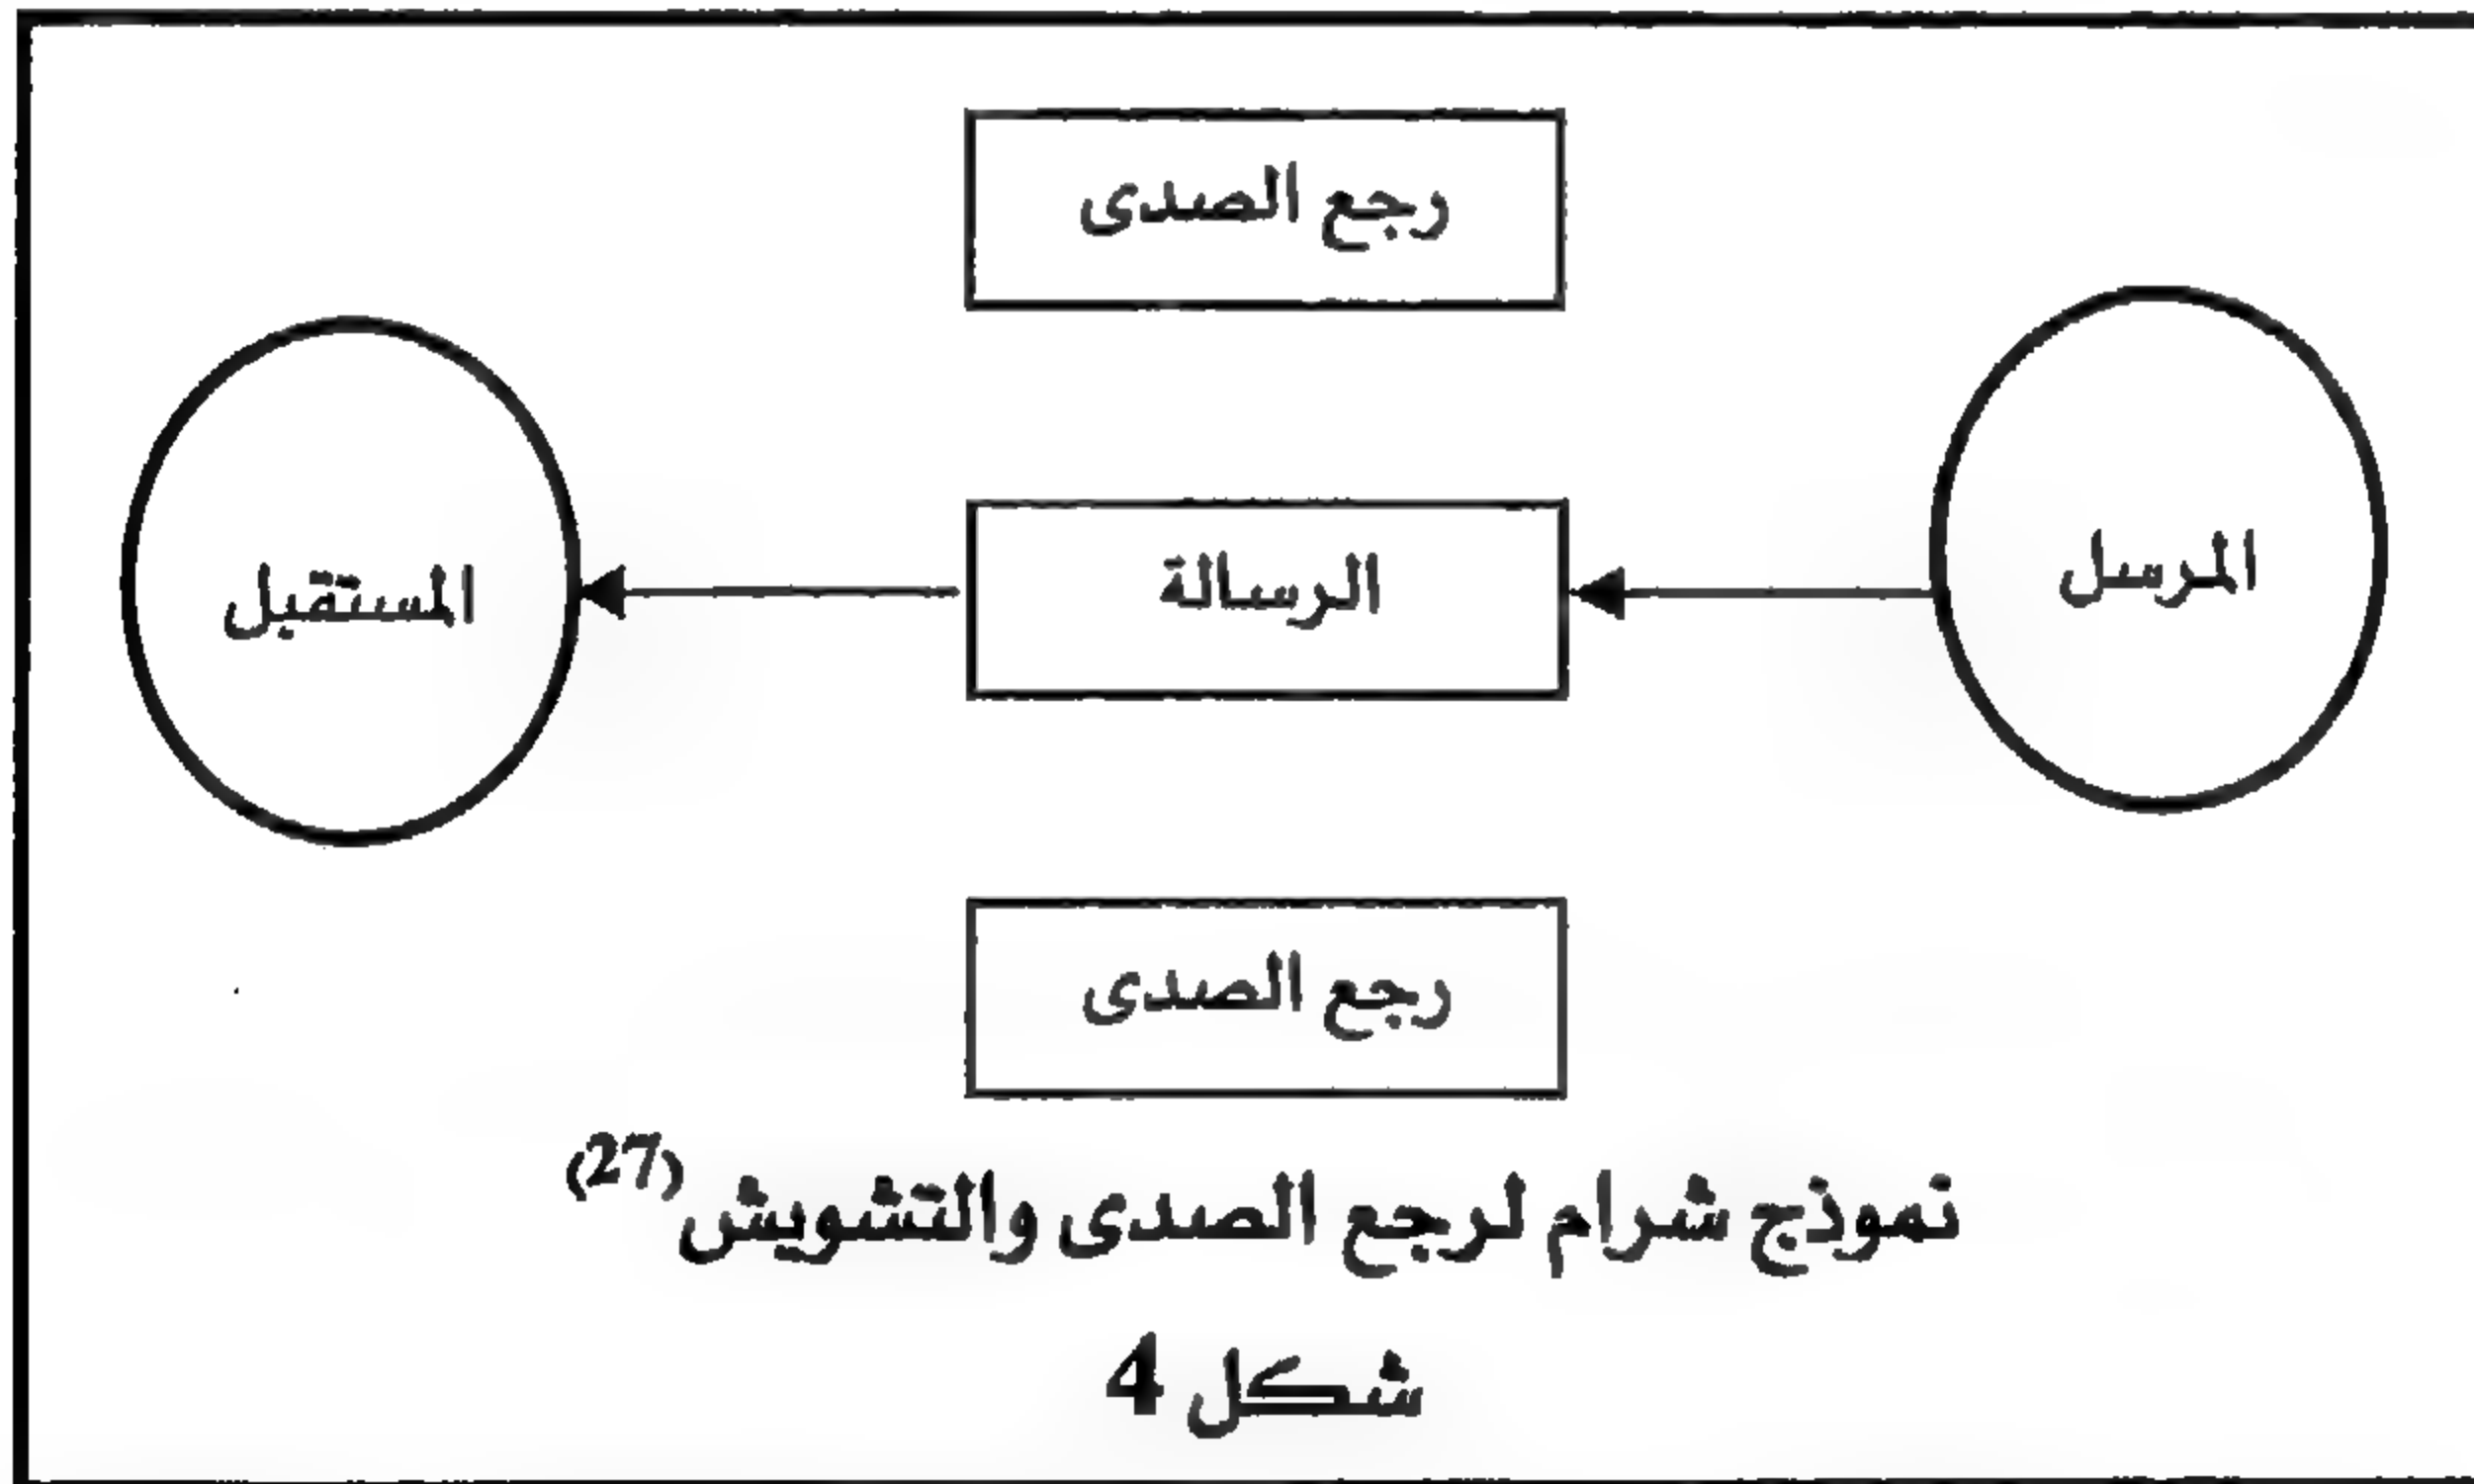 رجع الصدى
المرسل
الرسالة
المستقبل
رجع الصدى
نموذج شرام لرجع الصدى والتشويش (27)
شكل 4